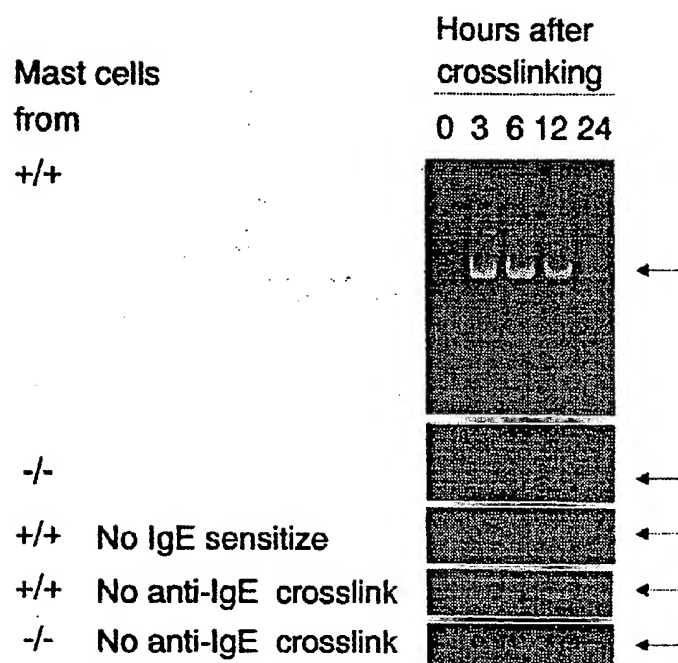 Hours after
Mast cells crosslinking
from
0 3 6 12 24
+/+
-/-
+/+ No IgE sensitize
+/+ No anti-IgE crosslink
-/- No anti-IgE crosslink